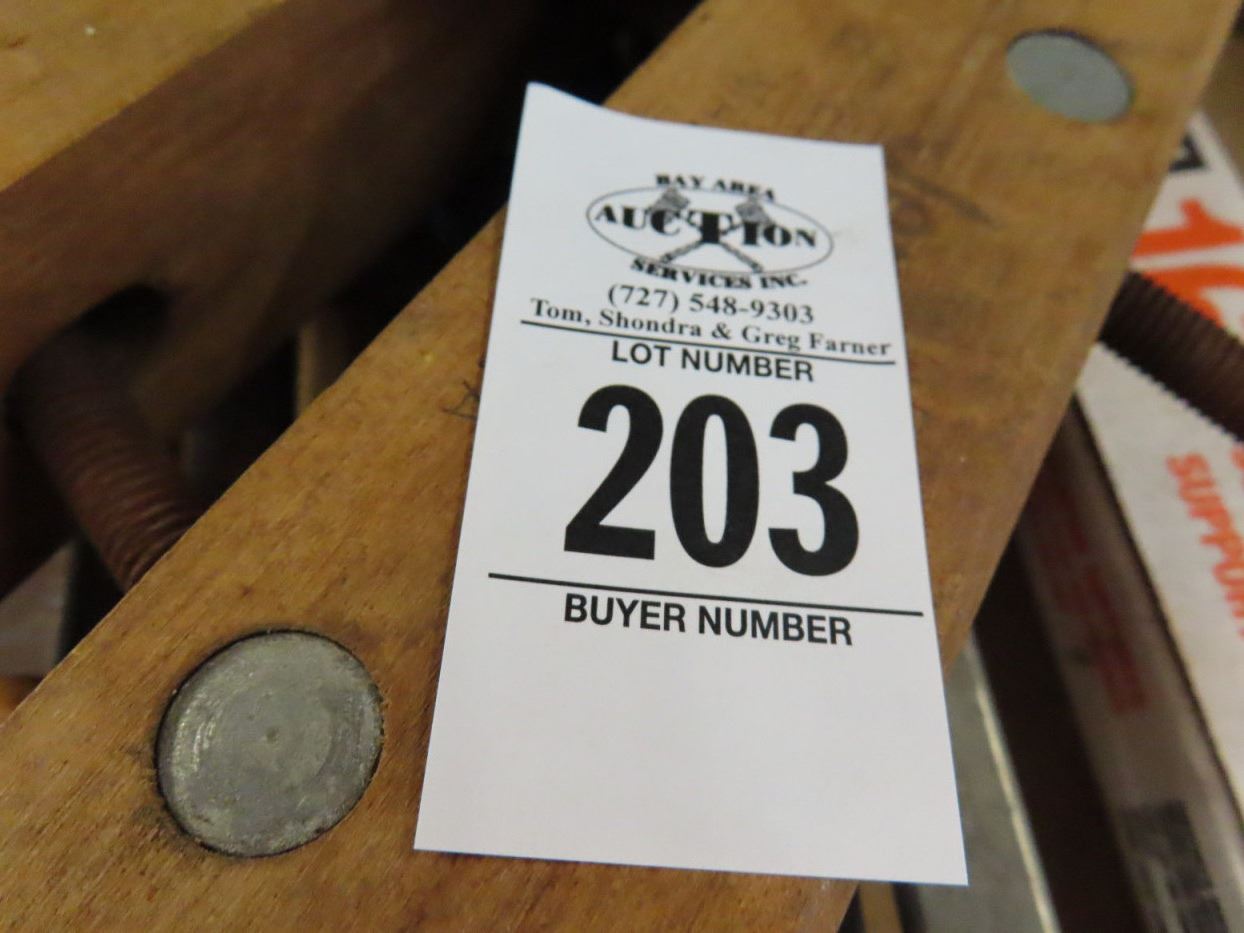 BAY AREA
AUCTION
SERVICES INC.
(727) 548-9303
Tom, Shondra & Greg Farner
LOT NUMBER
203
BUYER NUMBER